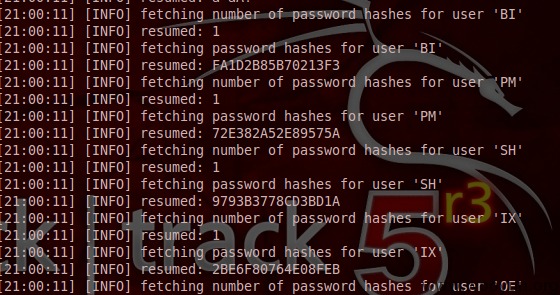 [21:00:11] [INFO] fetching number of password hashes for user 'BI'
[21:00:11] [INFO] resumed: 1
[21:00:11] [INFO] fetching password hashes for user 'BI'
[21:00:11] [INFO] resumed: FA1D2B85B70213F3
[21:00:11] [INFO] fetching number of password hashes for user 'PM'
[21:00:11] [INFO] resumed: 1
[21:00:11] [INFO] fetching password hashes for user 'PM'
[21:00:11] [INFO] resumed: 72E382A52E89575A
[21:00:11] [INFO] fetching number of password hashes for user 'SH'
[21:00:11] [INFO] resumed: 1
[21:00:11] [INFO] fetching password hashes for user 'SH'
[21:00:11] [INFO] resumed: 9793B3778CD3BD1A
[21:00:11] [INFO] fetching number of password hashes for user 'IX'
[21:00:11] [INFO] resumed: 1
[21:00:11] [INFO] fetching password hashes for user 'IX'
[21:00:11] [INFO] resumed: 2BE6F80764E08FEB
[21:00:11] [INFO] fetching number of password hashes for user 'OE'
k | track 5 r3